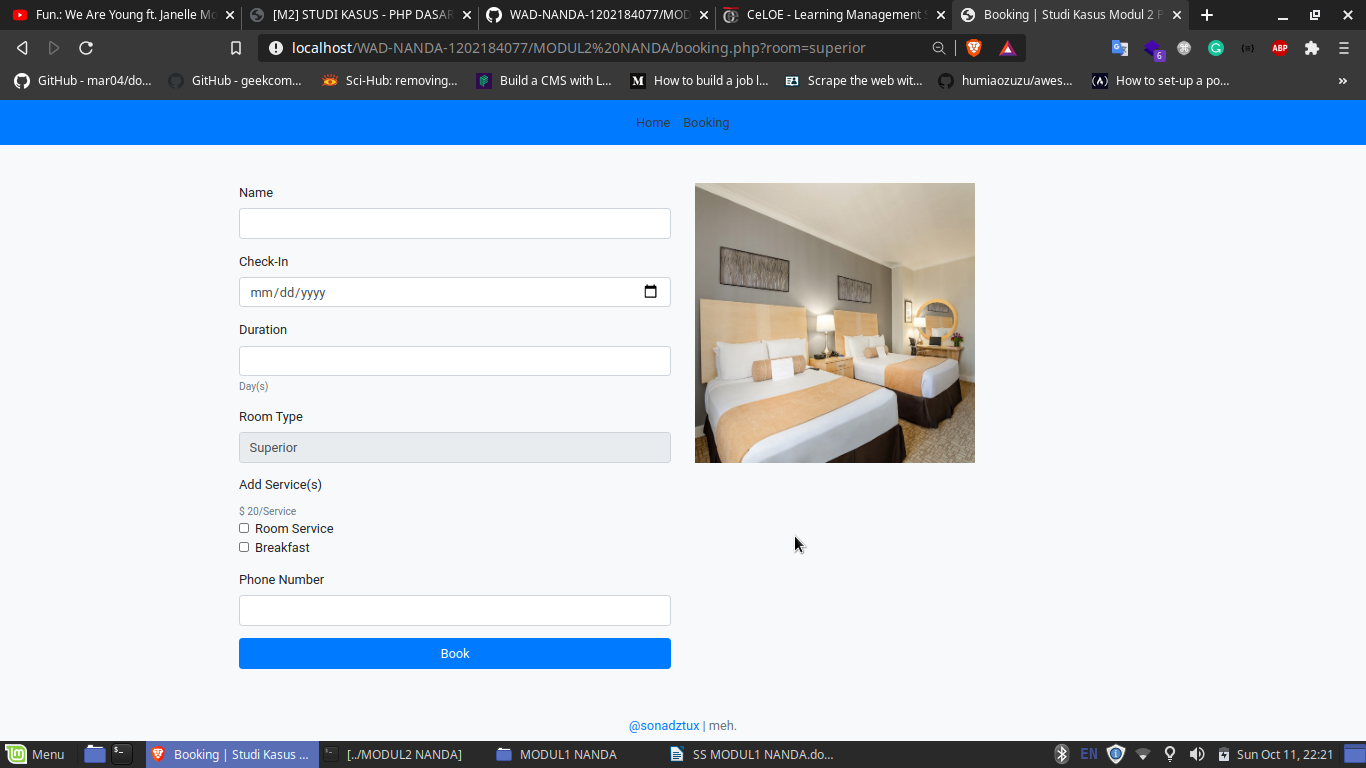 Fun.: We Are Young ft. Janelle Mo
[M2] STUDI KASUS - PHP DASAR
WAD-NANDA-1202184077/MOD
CeLOE - Learning Management S
Booking | Studi Kasus Modul 2 P
localhost/WAD-NANDA-1202184077/MODUL2%20NANDA/booking.php?room=superior
6
ABP
GitHub - mar04/do...
GitHub - geekcom...
Sci-Hub: removing...
Build a CMS with L...
How to build a job l...
Scrape the web wit...
humiaozuzu/awes...
How to set-up a po...
»
Home Booking
Name
Check-In
mm/dd/yyyy
Duration
Day(s)
Room Type
Superior
Add Service(s)
$ 20/Service
Room Service
Breakfast
Phone Number
Book
@sonadztux | meh.
Menu
Booking | Studi Kasus ...
[../MODUL2 NANDA]
MODUL1 NANDA
SS MODUL1 NANDA.do...
EN
Sun Oct 11, 22:21